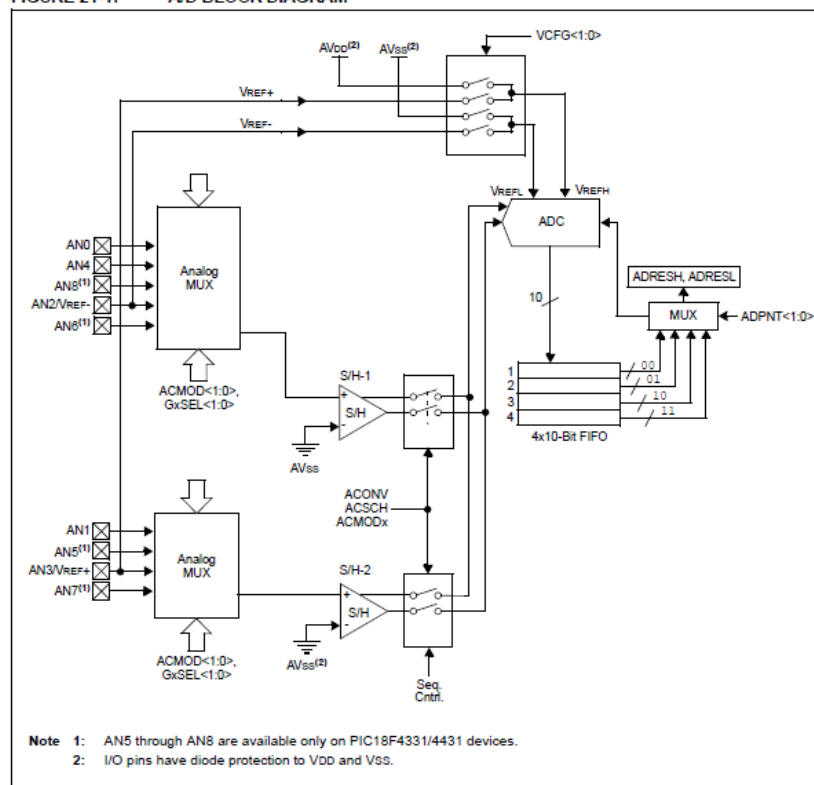 FIGURE 21-1: A/D BLOCK DIAGRAM
VCFG<1:0>
AVDD(2) AVSS(2)
VREF+
VREF-
VREFL VREFH
ADC
AN0
AN4
AN8(1)
AN2/VREF-
AN6(1)
Analog
MUX
ADRESH, ADRESL
10
MUX
ADPNT<1:0>
ACMOD<1:0>,
GxSEL<1:0>
S/H-1
+
S/H
-
AVSS
1 00
2 01
3 10
4 11
4x10-Bit FIFO
ACONV
ACSCH
ACMODx
AN1
AN5(1)
AN3/VREF+
AN7(1)
Analog
MUX
S/H-2
+
S/H
-
AVSS(2)
ACMOD<1:0>,
GxSEL<1:0>
Seq.
Cntrl.
Note 1: AN5 through AN8 are available only on PIC18F4331/4431 devices.
2: I/O pins have diode protection to VDD and VSS.